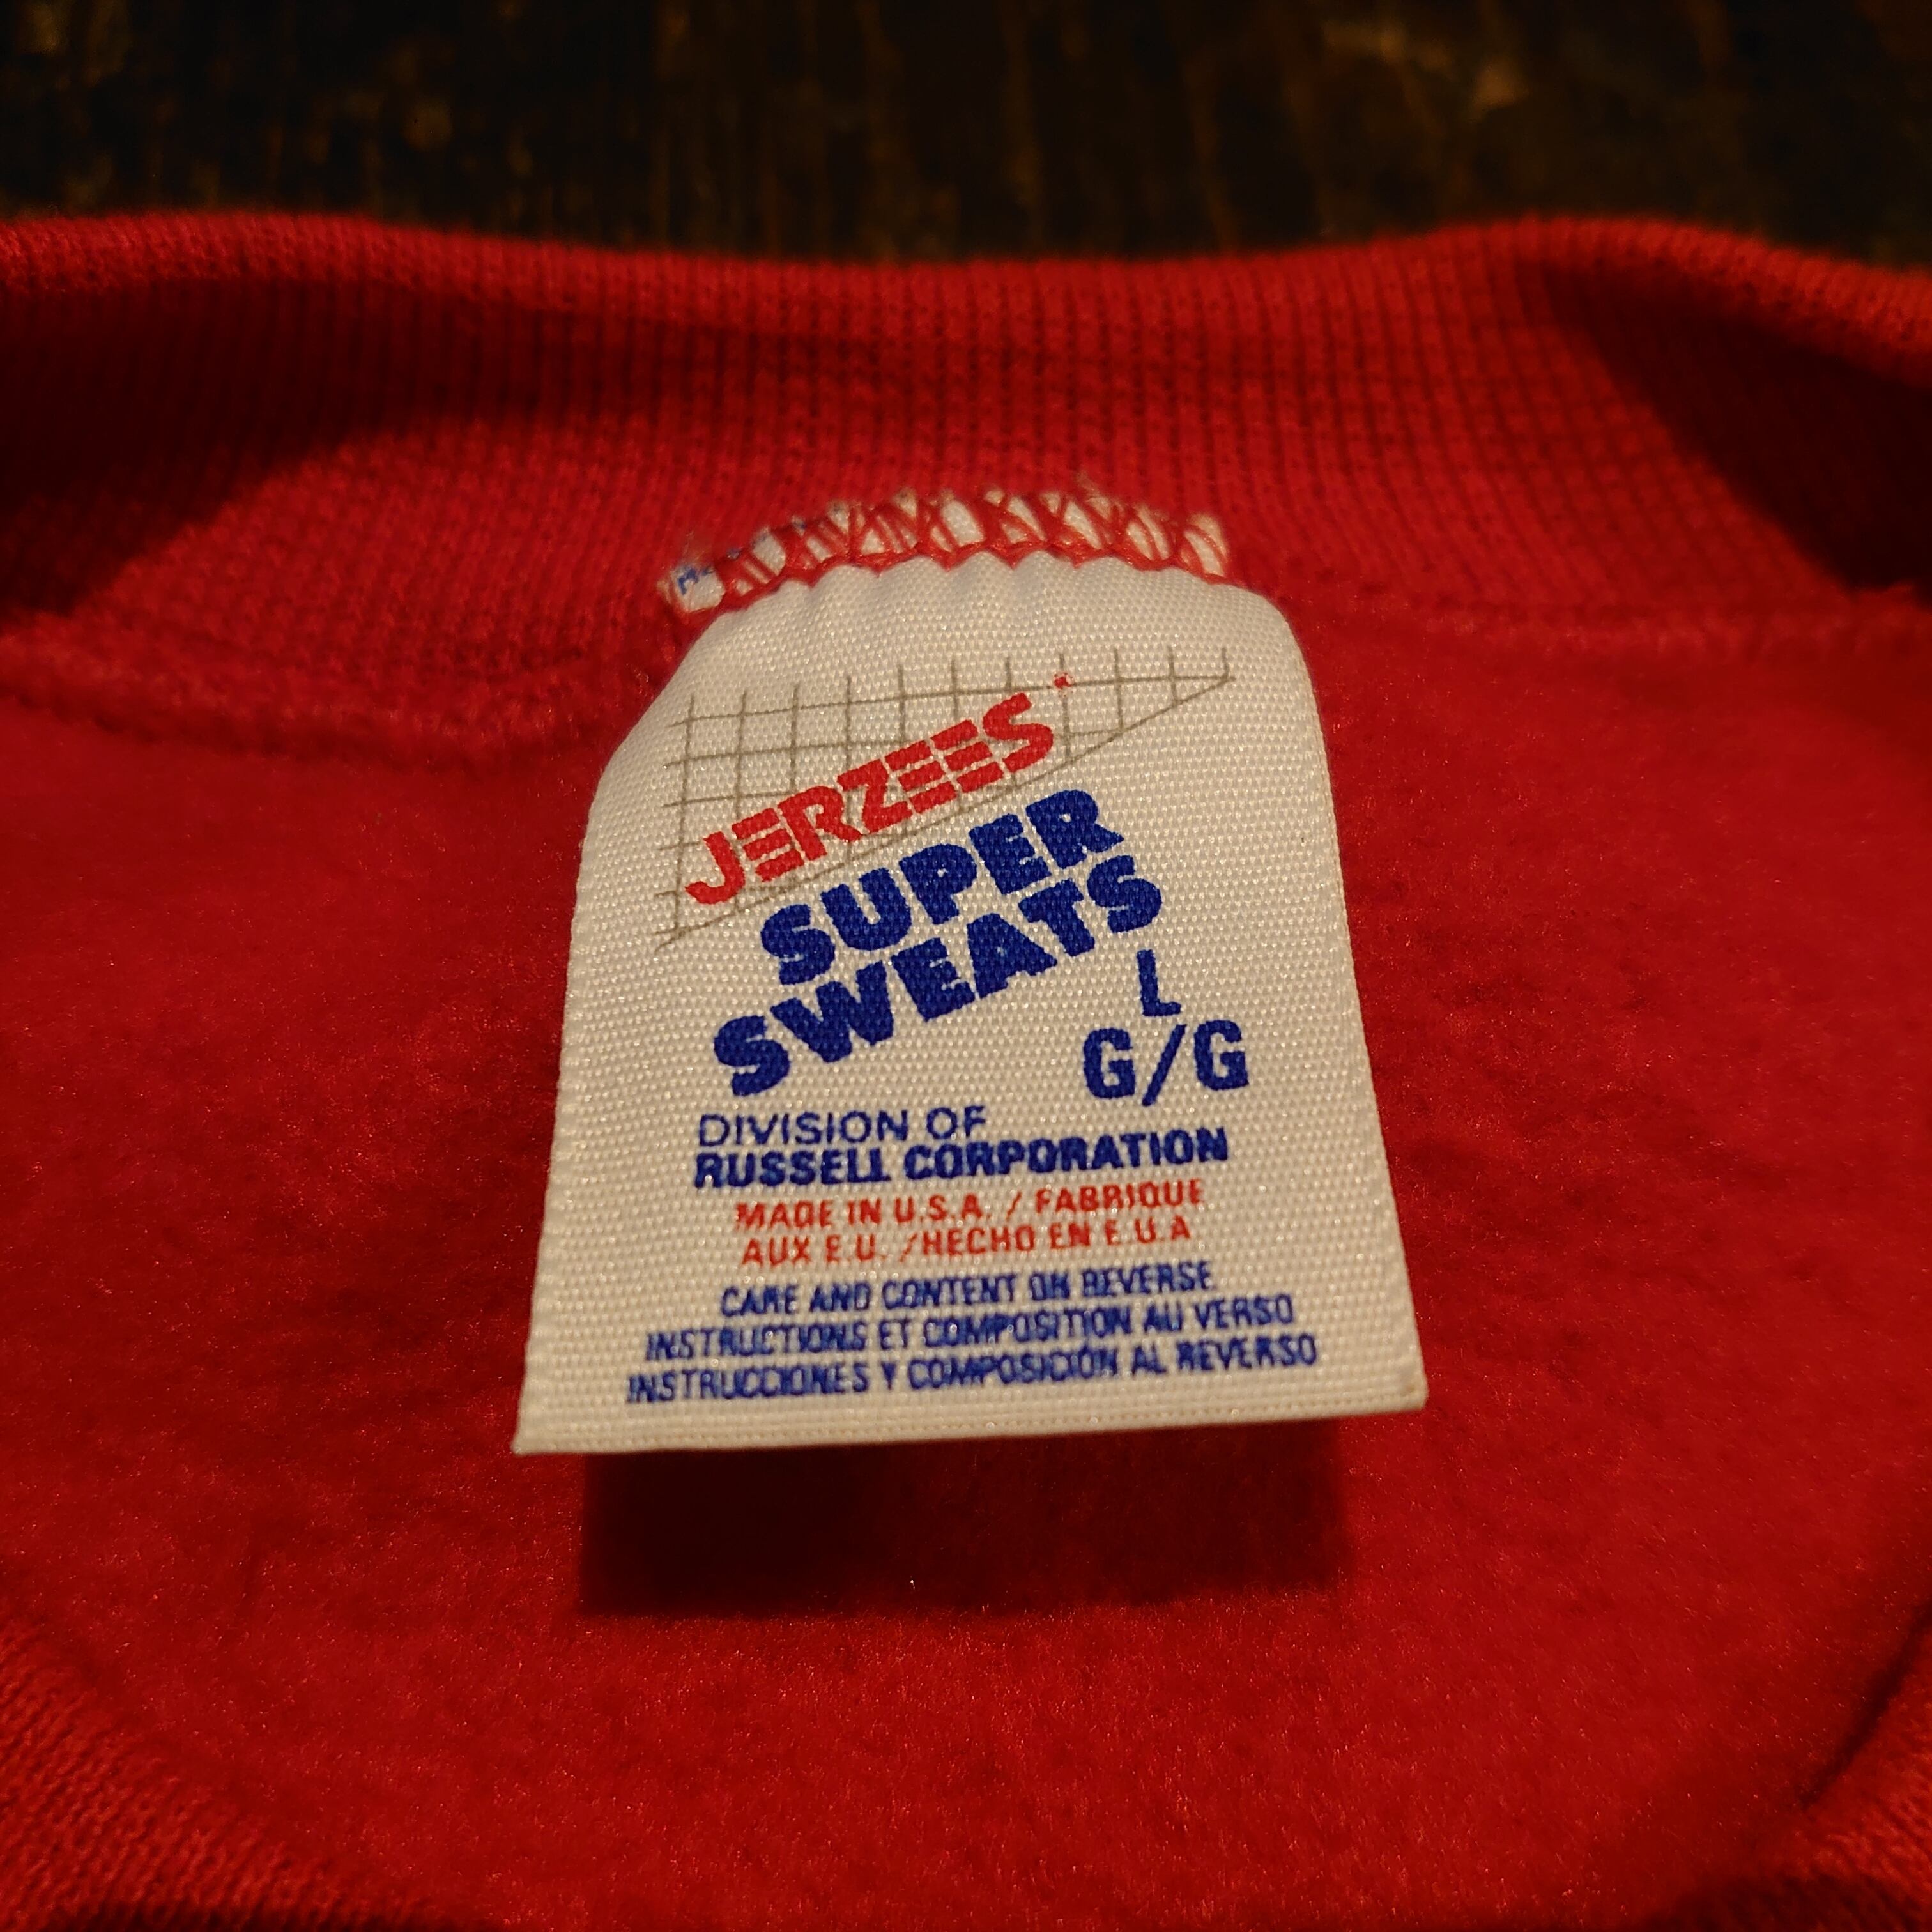 JERZEES
SUPER
SWEATS
L
G/G
DIVISION OF
RUSSELL CORPORATION
MADE IN U.S.A. / FABRIQUE
AUX E.U. /HECHO EN E.U.A
CARE AND CONTENT ON REVERSE
INSTRUCTIONS ET COMPOSITION AU VERSO
INSTRUCCIONES Y COMPOSICIÓN AL REVERSO